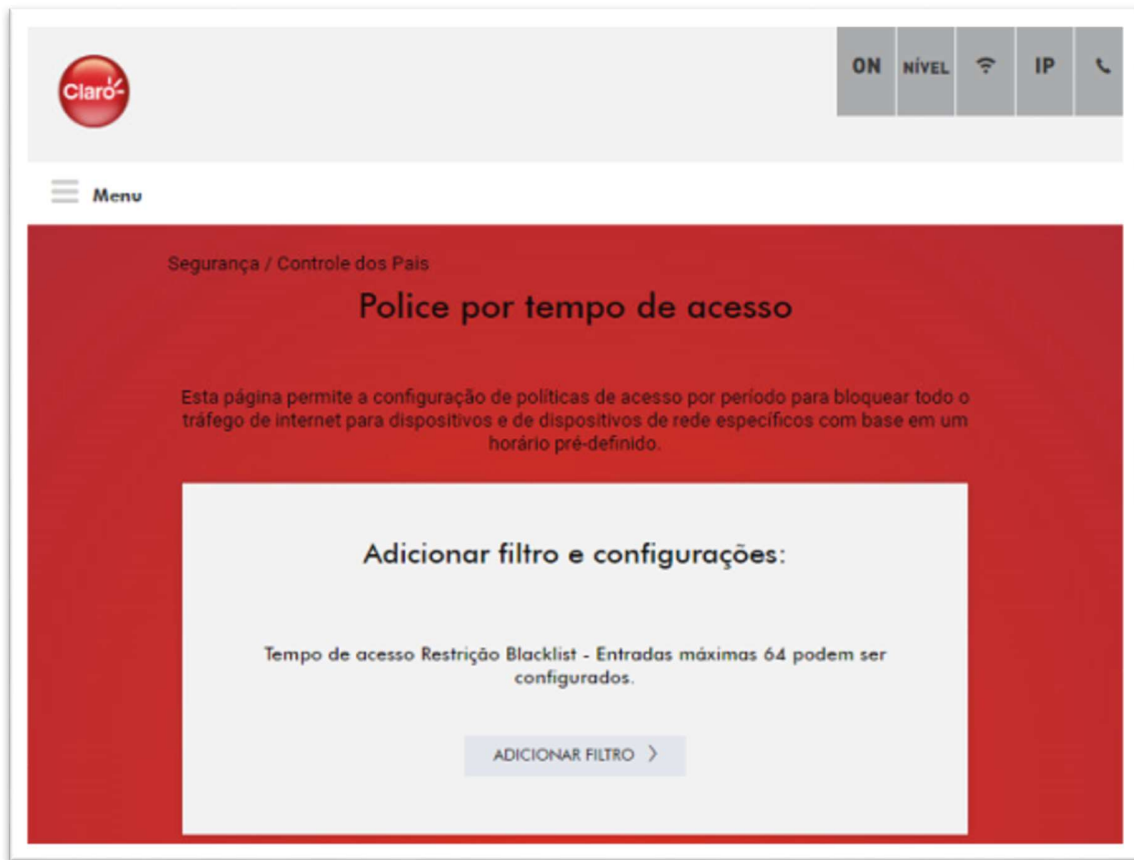 Claro
ON NÍVEL IP
Menu
Segurança / Controle dos Pais
Police por tempo de acesso
Esta página permite a configuração de políticas de acesso por período para bloquear todo o
tráfego de internet para dispositivos e de dispositivos de rede específicos com base em um
horário pré-definido.
Adicionar filtro e configurações:
Tempo de acesso Restrição Blacklist - Entradas máximas 64 podem ser
configurados.
ADICIONAR FILTRO